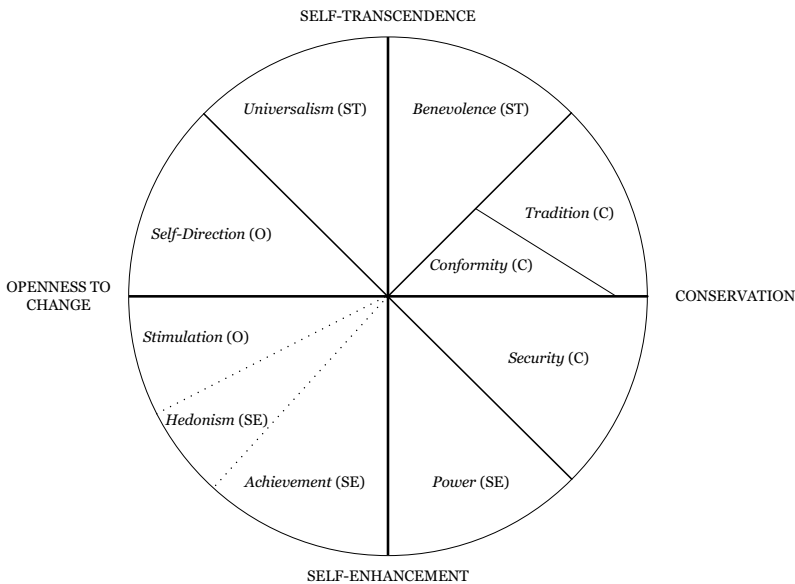 SELF-TRANSCENDENCE
Universalism (ST)
Benevolence (ST)
Tradition (C)
Self-Direction (O)
Conformity (C)
OPENNESS TO
CHANGE
CONSERVATION
Stimulation (O)
Security (C)
Hedonism (SE)
Achievement (SE)
Power (SE)
SELF-ENHANCEMENT